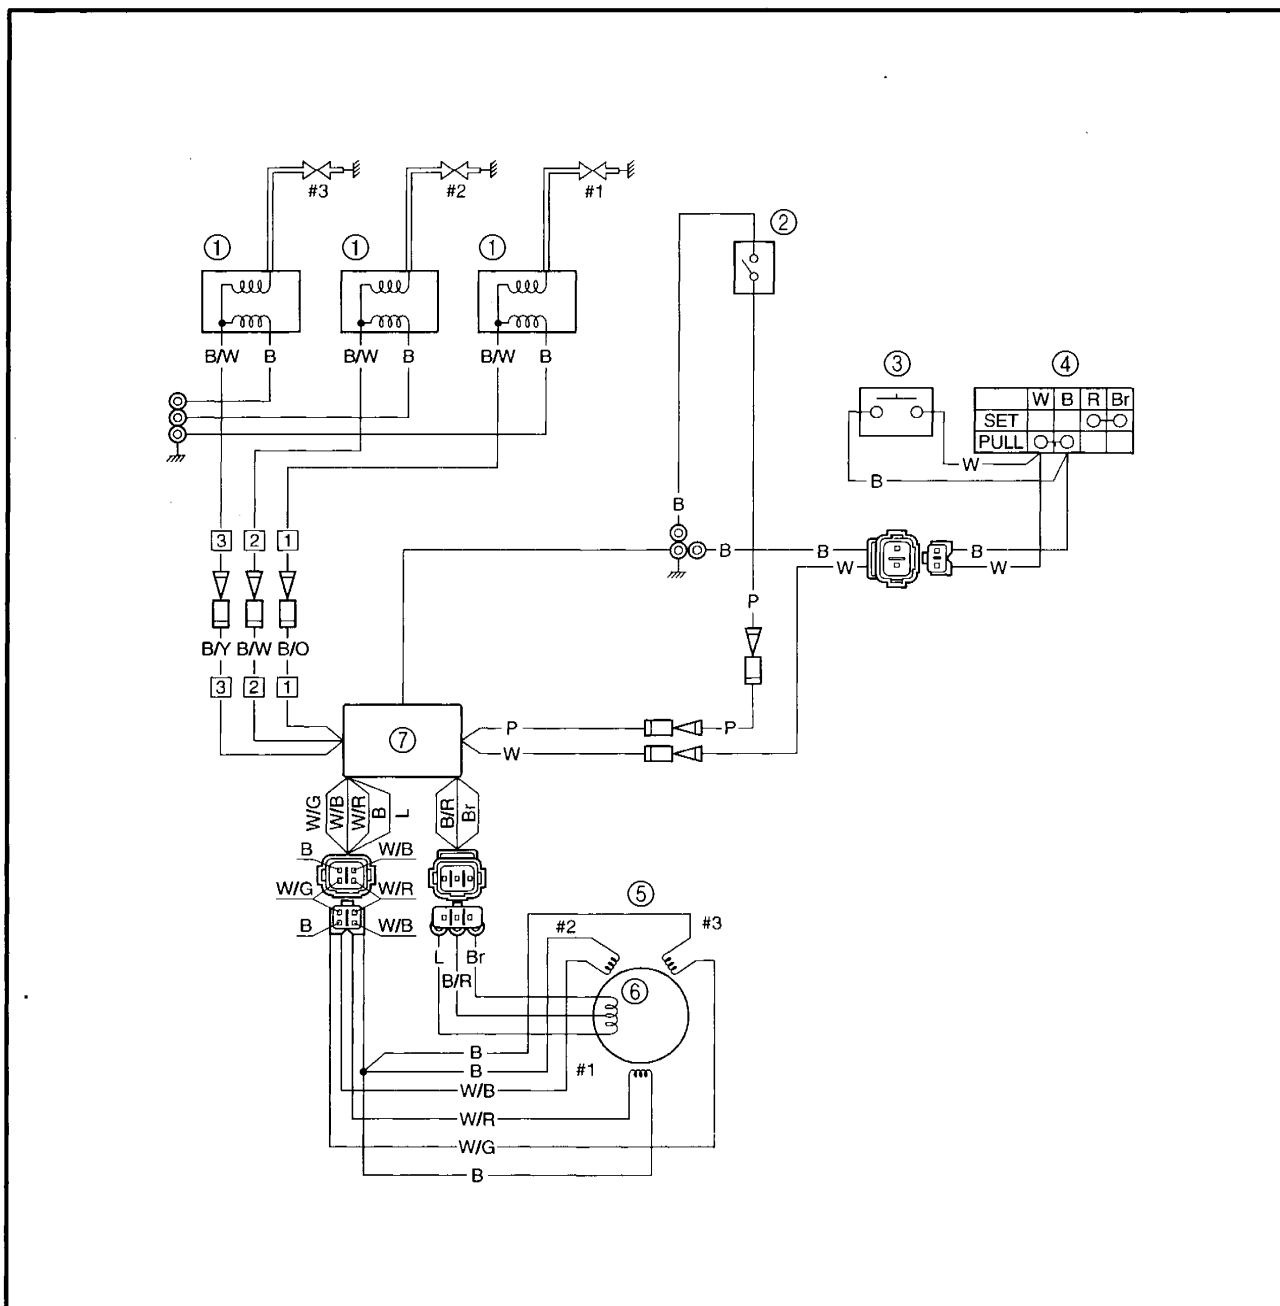 #3 #2 #1
① ① ① ②
B/W B B/W B B/W B
③ ④
W B R Br
SET
PULL
W
B
B
3 2 1
B B B
W W
P
B/Y B/W B/O
3 2 1
⑦
P P
W
W/G W/B W/R B L
B/R Br
B W/B
W/G W/R
B W/B
L Br
B/R
⑤
#2 #3
⑥
B
B #1
W/B
W/R
W/G
B